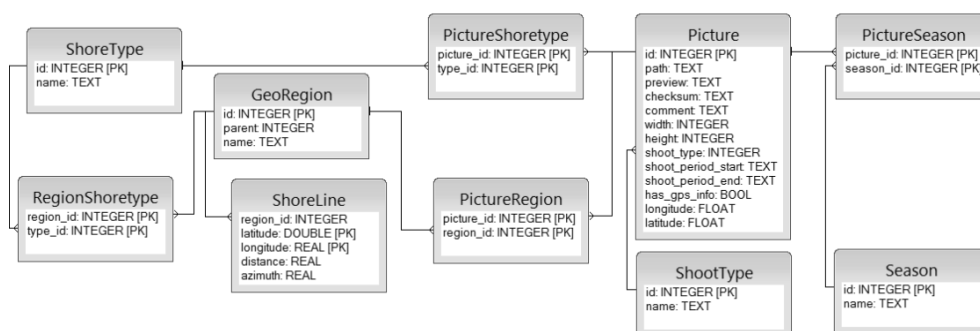 ShoreType
id: INTEGER [PK]
name: TEXT
GeoRegion
id: INTEGER [PK]
parent: INTEGER
name: TEXT
RegionShoretype
region_id: INTEGER [PK]
type_id: INTEGER [PK]
ShoreLine
region_id: INTEGER
latitude: DOUBLE [PK]
longitude: REAL [PK]
distance: REAL
azimuth: REAL
PictureShoretype
picture_id: INTEGER [PK]
type_id: INTEGER [PK]
PictureRegion
picture_id: INTEGER [PK]
region_id: INTEGER [PK]
Picture
id: INTEGER [PK]
path: TEXT
preview: TEXT
checksum: TEXT
comment: TEXT
width: INTEGER
height: INTEGER
shoot_type: INTEGER
shoot_period_start: TEXT
shoot_period_end: TEXT
has_gps_info: BOOL
longitude: FLOAT
latitude: FLOAT
ShootType
id: INTEGER [PK]
name: TEXT
PictureSeason
picture_id: INTEGER [PK]
season_id: INTEGER [PK]
Season
id: INTEGER [PK]
name: TEXT